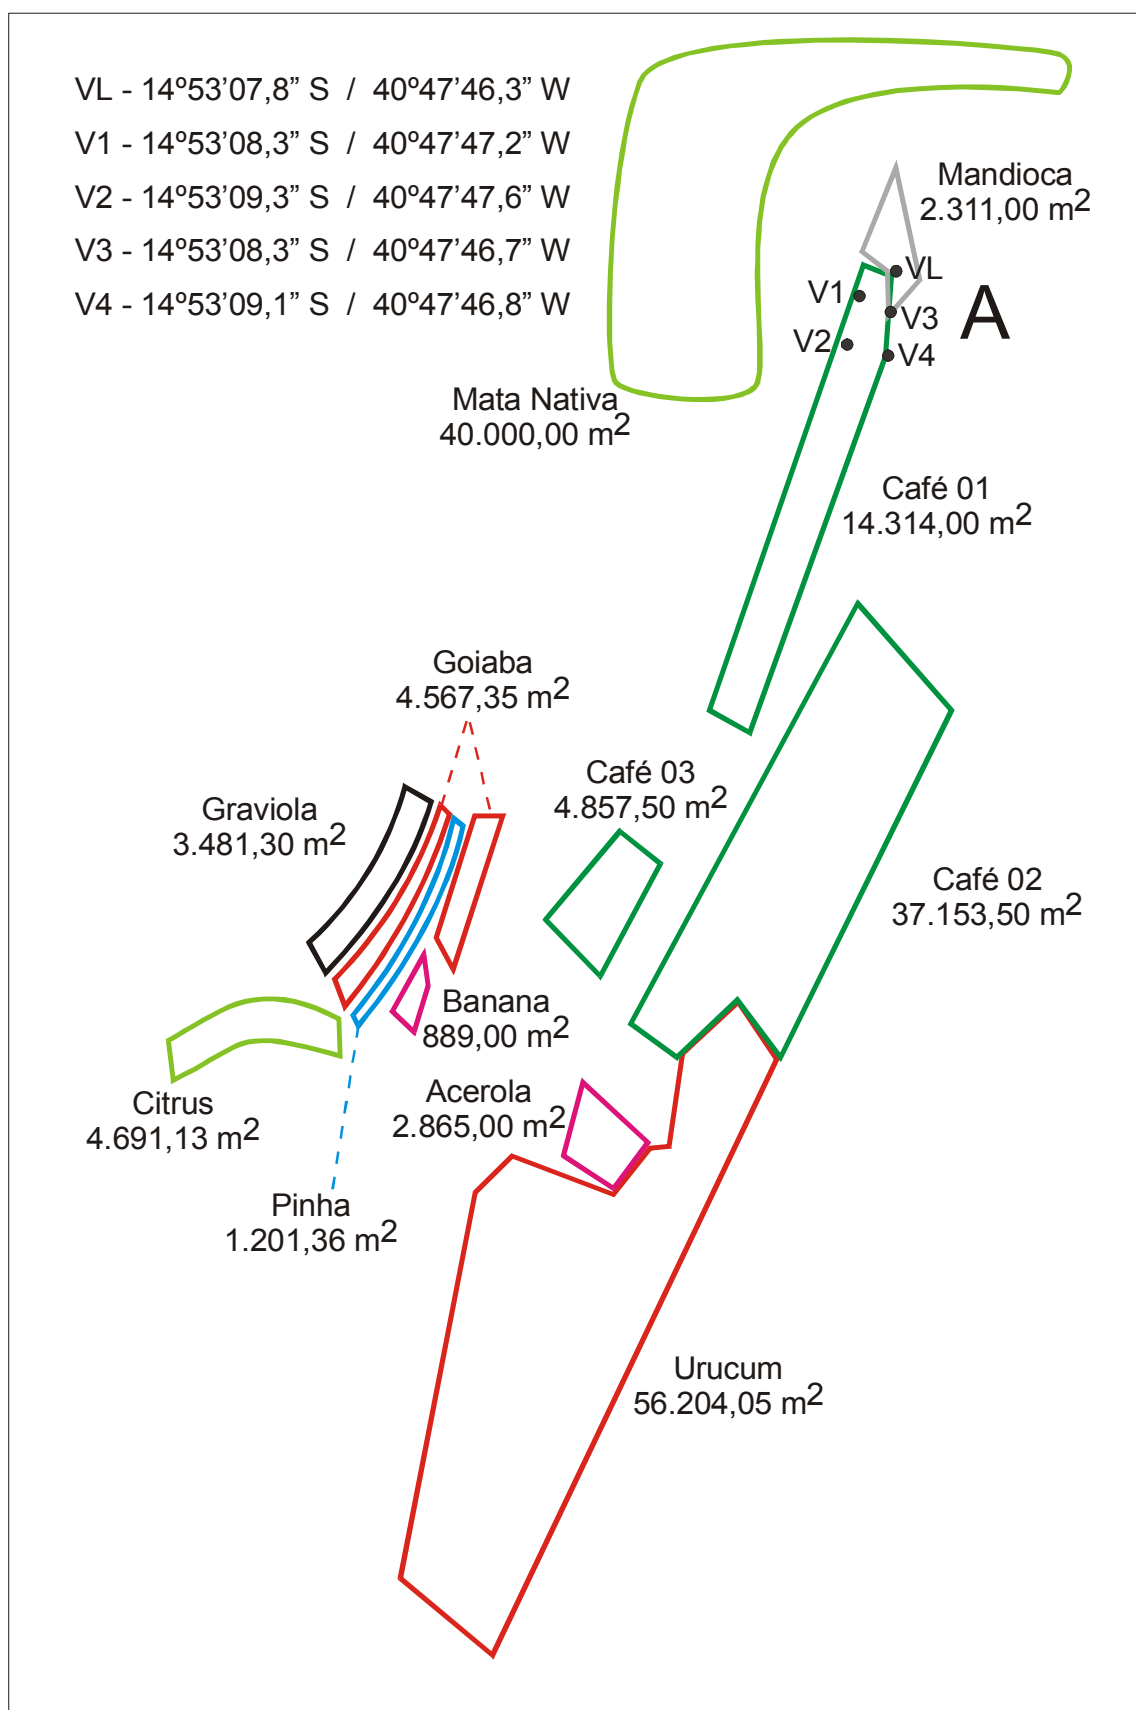 VL - 14º53’07,8” S / 40º47’46,3” W
V1 - 14º53’08,3” S / 40º47’47,2” W
V2 - 14º53’09,3” S / 40º47’47,6” W
V3 - 14º53’08,3” S / 40º47’46,7” W
V4 - 14º53’09,1” S / 40º47’46,8” W
Mandioca
2.311,00 m²
VL
V1
V3
A
V2
V4
Mata Nativa
40.000,00 m²
Café 01
14.314,00 m²
Goiaba
4.567,35 m²
Café 03
4.857,50 m²
Graviola
3.481,30 m²
Café 02
37.153,50 m²
Banana
889,00 m²
Acerola
2.865,00 m²
Citrus
4.691,13 m²
Pinha
1.201,36 m²
Urucum
56.204,05 m²